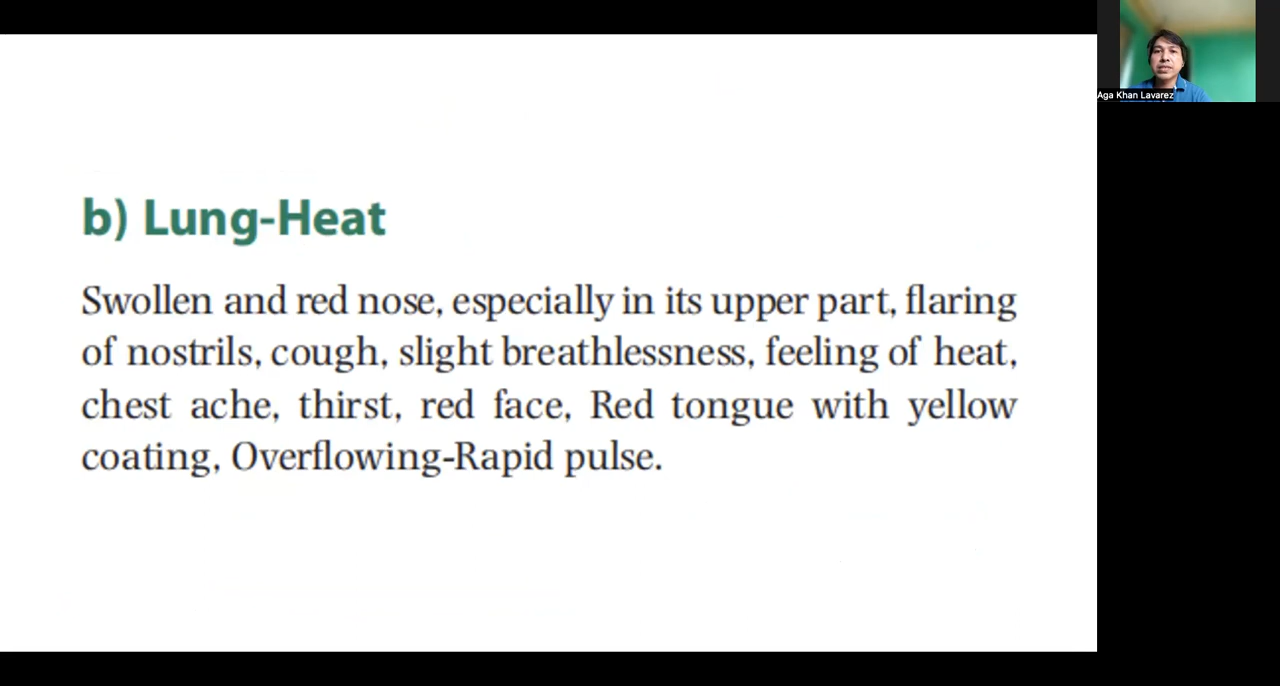 Aga Khan Lavarez
b) Lung-Heat
Swollen and red nose, especially in its upper part, flaring
of nostrils, cough, slight breathlessness, feeling of heat,
chest ache, thirst, red face, Red tongue with yellow
coating, Overflowing-Rapid pulse.